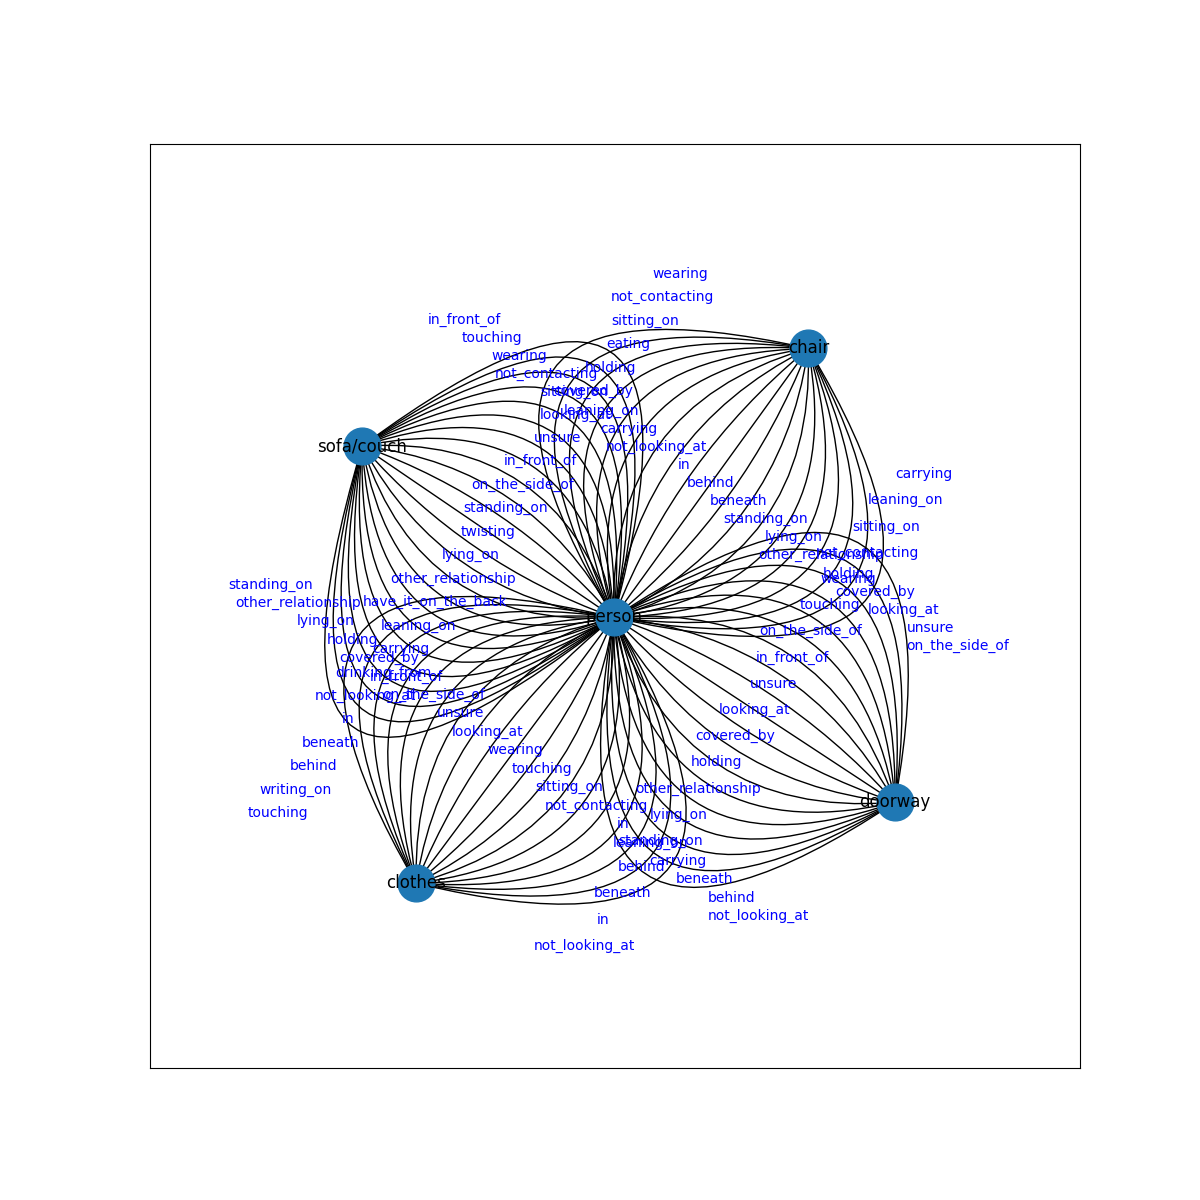 wearing
not_contacting
in_front_of
sitting_on
touching
eating
chair
wearing
holding
not_contacting
sitting_on
covered_by
leaning_on
looking_at
carrying
unsure
not_looking_at
sofa/couch
in_front_of
in
carrying
behind
on_the_side_of
beneath
leaning_on
standing_on
standing_on
sitting_on
twisting
lying_on
lying_on
other_relationship
not_contacting
holding
other_relationship
wearing
standing_on
covered_by
other_relationship
have_it_on_the_back
touching
looking_at
lying_on
person
leaning_on
unsure
on_the_side_of
holding
on_the_side_of
carrying
covered_by
in_front_of
drinking_from
in_front_of
unsure
not_looking_at
on_the_side_of
looking_at
in
unsure
looking_at
covered_by
beneath
wearing
behind
touching
holding
writing_on
sitting_on
other_relationship
touching
not_contacting
doorway
lying_on
in
standing_on
leaning_on
carrying
behind
clothes
beneath
beneath
behind
in
not_looking_at
not_looking_at